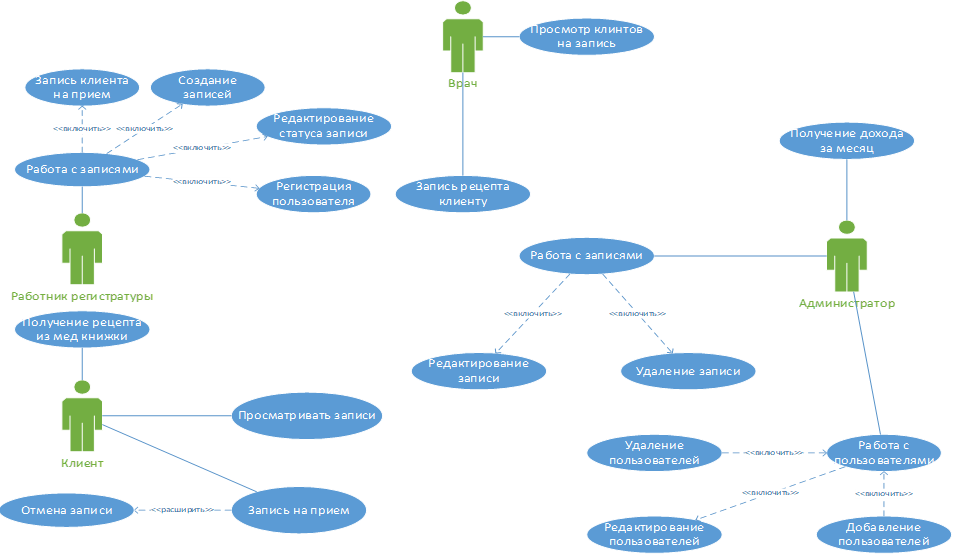 Просмотр клинтов
на запись
Врач
Запись клиента
на прием
Создание
записей
<<включить>>
<<включить>>
Редактирование
статуса записи
<<включить>>
Получение дохода
за месяц
Работа с записями
<<включить>>
Регистрация
пользователя
Запись рецепта
клиенту
Работник регистратуры
Работа с записями
Администратор
Получение рецепта
из мед книжки
<<включить>>
<<включить>>
Редактирование
записи
Удаление записи
Просматривать записи
Клиент
Удаление
пользователей
<<включить>>
Работа с
пользователями
<<включить>>
<<включить>>
Отмена записи
<<расширить>>
Запись на прием
Редактирование
пользователей
Добавление
пользователей